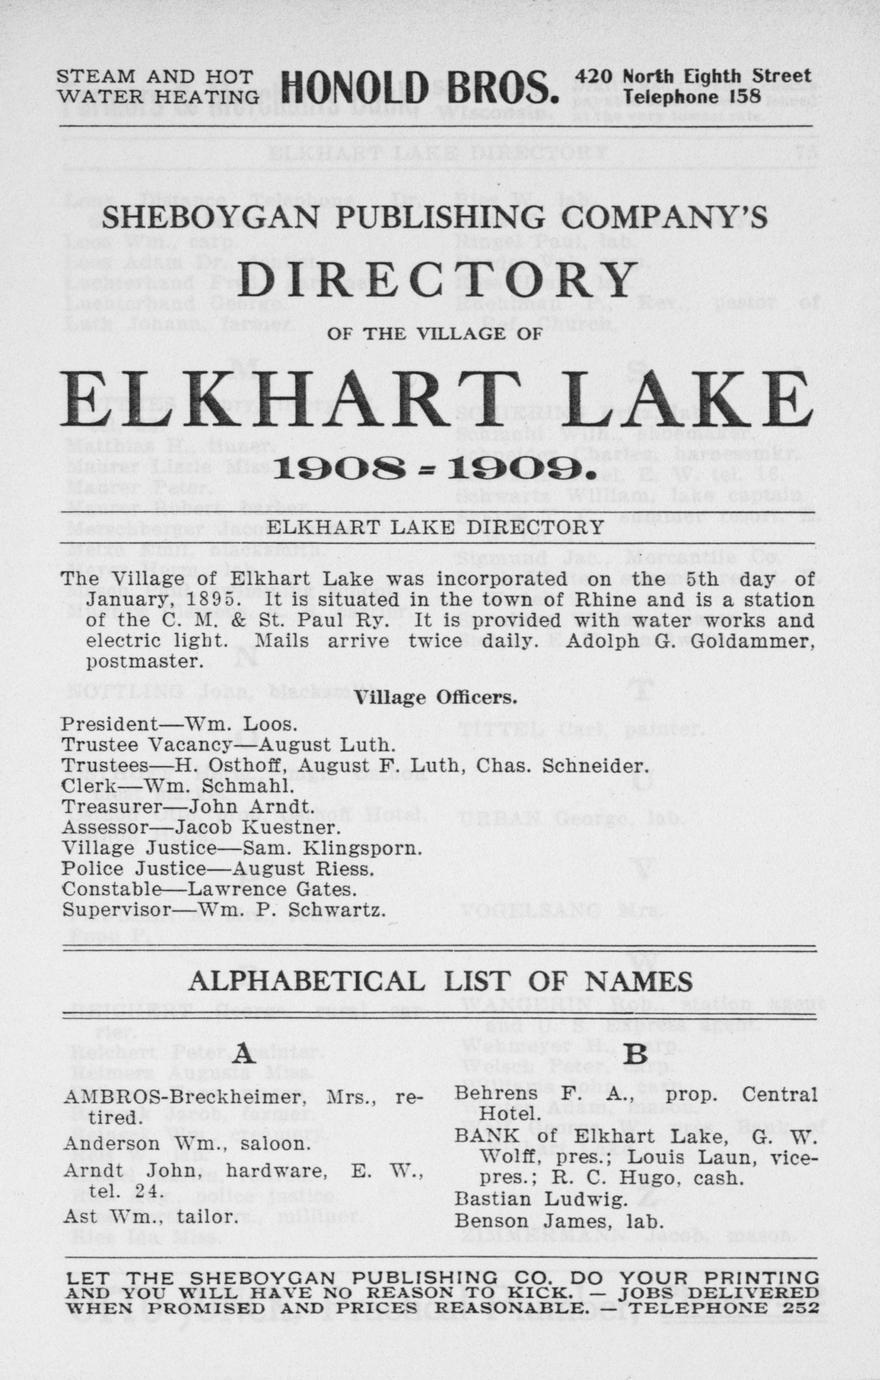 STEAM AND HOT
WATER HEATING
HONOLD BROS.
420 North Eighth Street
Telephone 158
SHEBOYGAN PUBLISHING COMPANY'S
DIRECTORY
OF THE VILLAGE OF
ELKHART LAKE
1908=1909.
ELKHART LAKE DIRECTORY
The Village of Elkhart Lake was incorporated on the 5th day of
January, 1895. It is situated in the town of Rhine and is a station
of the C. M. & St. Paul Ry. It is provided with water works and
electric light. Mails arrive twice daily. Adolph G. Goldammer,
postmaster.
Village Officers.
President—Wm. Loos.
Trustee Vacancy—August Luth.
Trustees—H. Osthoff, August F. Luth, Chas. Schneider.
Clerk—Wm. Schmahl.
Treasurer—John Arndt.
Assessor—Jacob Kuestner.
Village Justice—Sam. Klingsporn.
Police Justice—August Riess.
Constable—Lawrence Gates.
Supervisor—Wm. P. Schwartz.
ALPHABETICAL LIST OF NAMES
A
AMBROS-Breckheimer, Mrs., re-
tired.
Anderson Wm., saloon.
Arndt John, hardware, E. W.,
tel. 24.
Ast Wm., tailor.
B
Behrens F. A., prop. Central
Hotel.
BANK of Elkhart Lake, G. W.
Wolff, pres.; Louis Laun, vice-
pres.; R. C. Hugo, cash.
Bastian Ludwig.
Benson James, lab.
LET THE SHEBOYGAN PUBLISHING CO. DO YOUR PRINTING
AND YOU WILL HAVE NO REASON TO KICK. — JOBS DELIVERED
WHEN PROMISED AND PRICES REASONABLE. — TELEPHONE 252